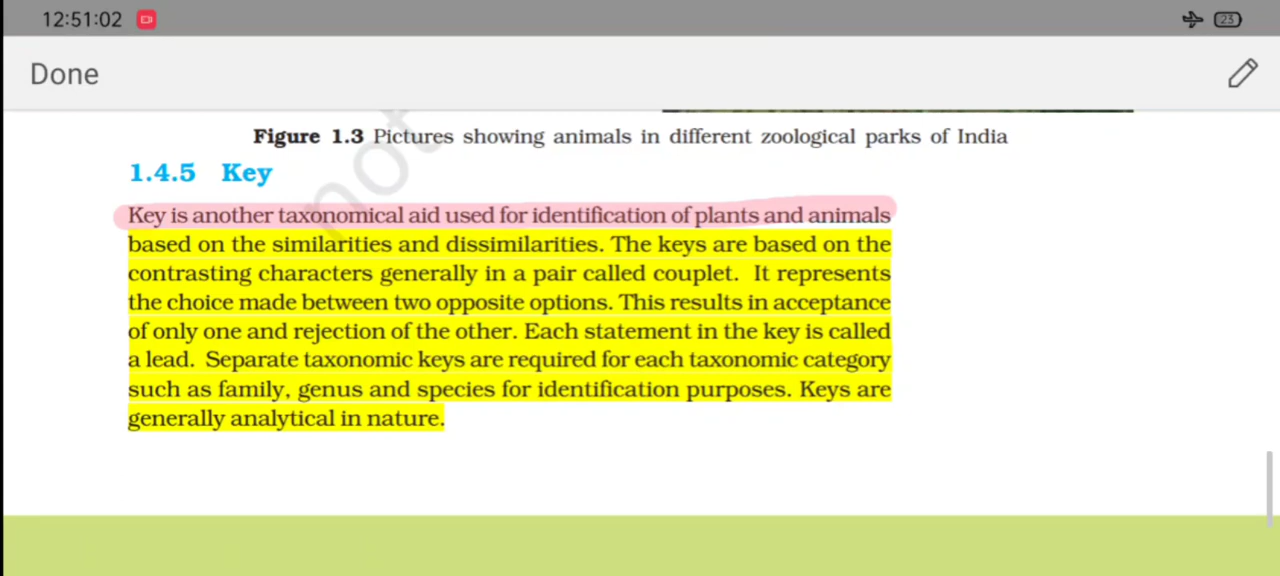 12:51:02
23
Done
Figure 1.3 Pictures showing animals in different zoological parks of India
1.4.5 Key
not
Key is another taxonomical aid used for identification of plants and animals
based on the similarities and dissimilarities. The keys are based on the
contrasting characters generally in a pair called couplet. It represents
the choice made between two opposite options. This results in acceptance
of only one and rejection of the other. Each statement in the key is called
a lead. Separate taxonomic keys are required for each taxonomic category
such as family, genus and species for identification purposes. Keys are
generally analytical in nature.